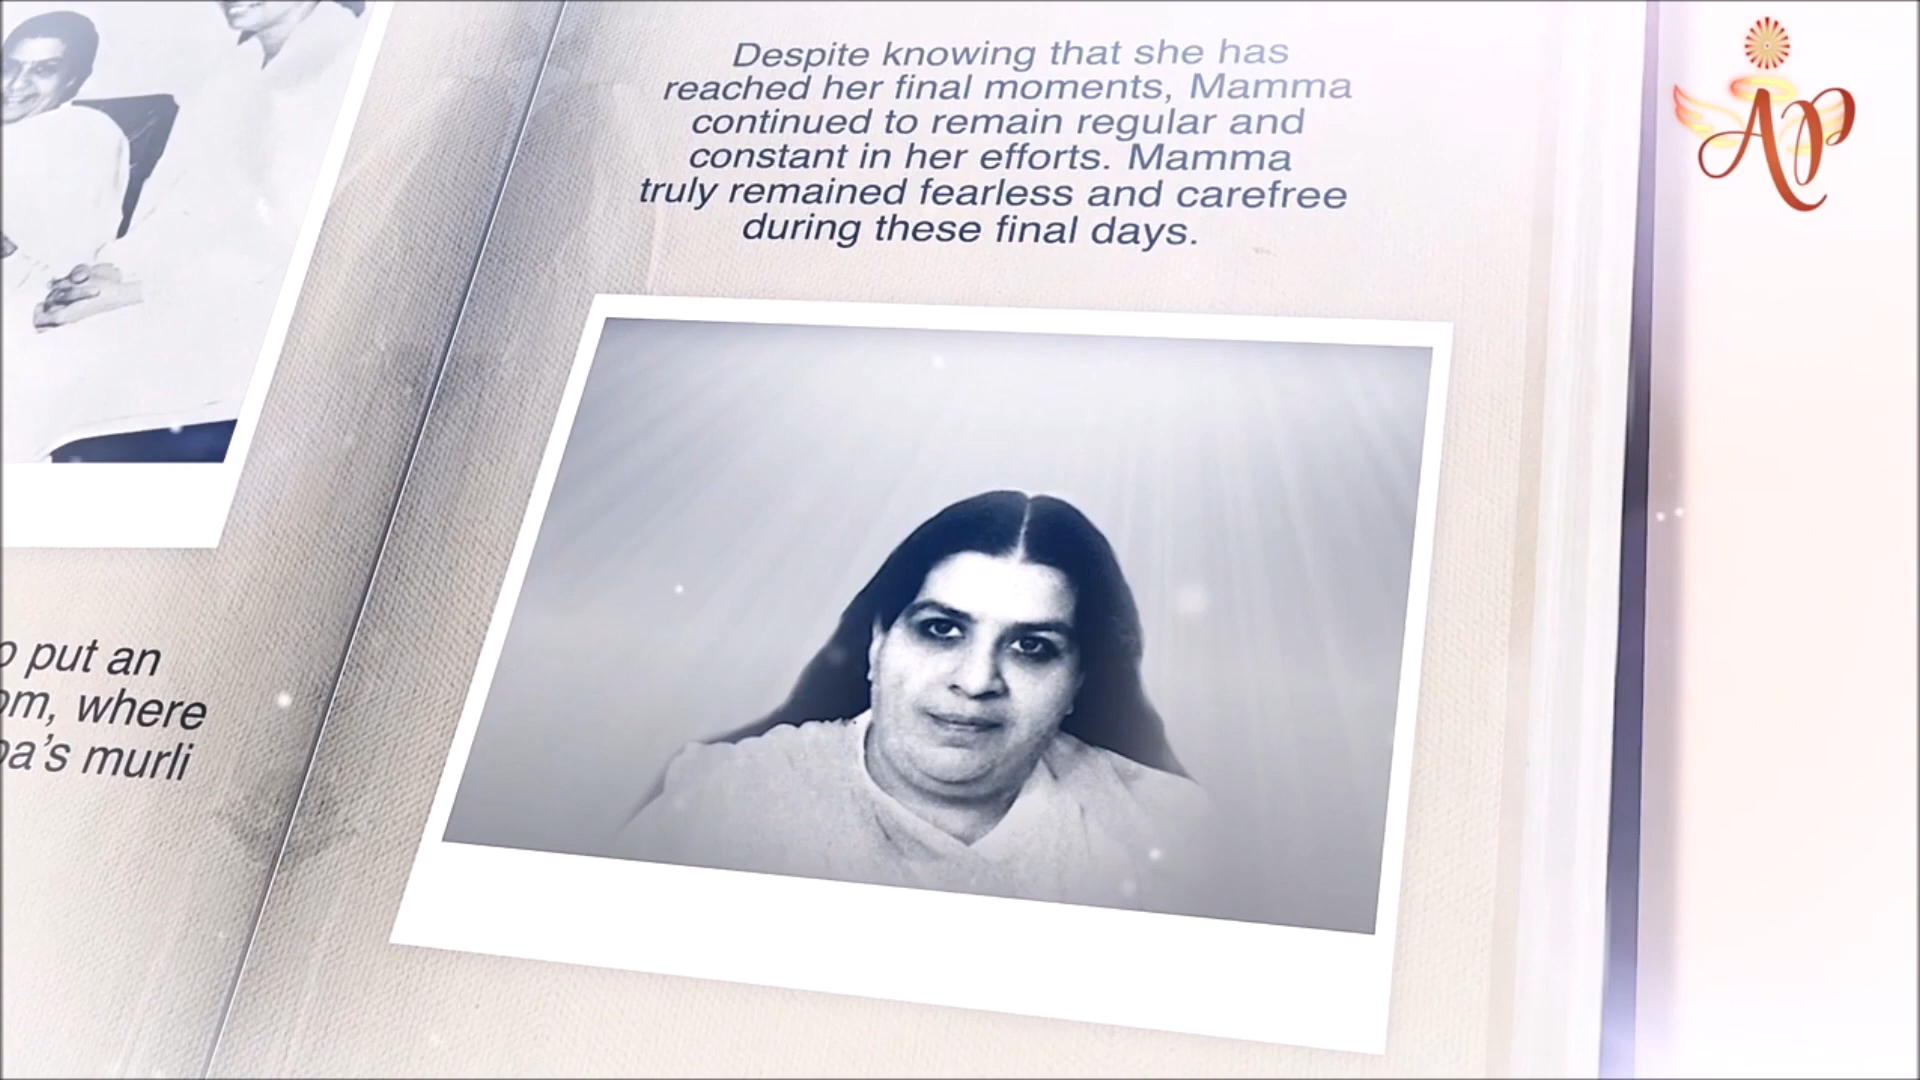 Despite knowing that she has
reached her final moments, Mamma
continued to remain regular and
constant in her efforts. Mamma
truly remained fearless and carefree
during these final days.
put an
where
murli
AP